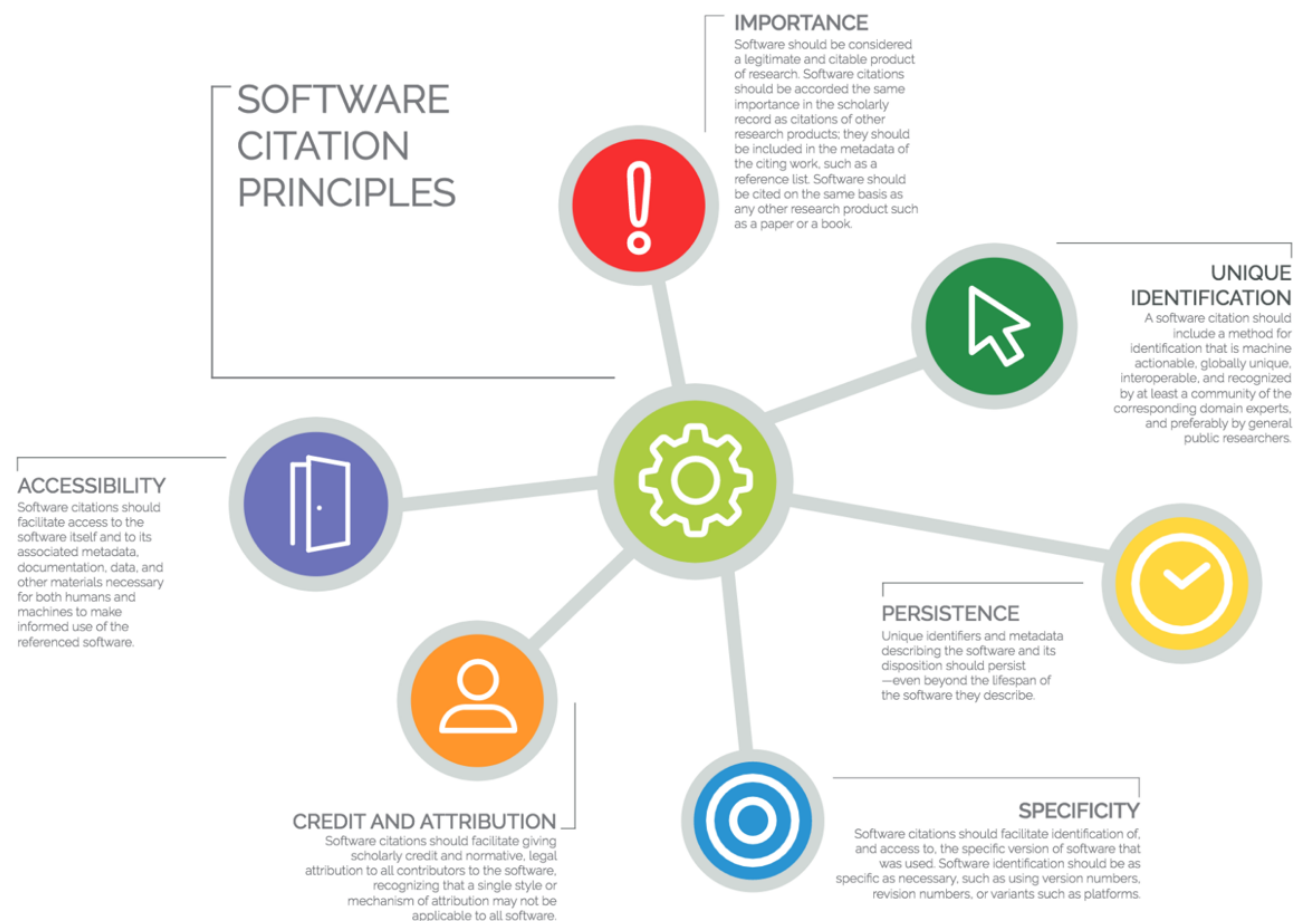 SOFTWARE
CITATION
PRINCIPLES
IMPORTANCE
Software should be considered
a legitimate and citable product
of research. Software citations
should be accorded the same
importance in the scholarly
record as citations of other
research products; they should
be included in the metadata of
the citing work, such as a
reference list. Software should
be cited on the same basis as
any other research product such
as a paper or a book.
UNIQUE
IDENTIFICATION
A software citation should
include a method for
identification that is machine
actionable, globally unique,
interoperable, and recognized
by at least a community of the
corresponding domain experts,
and preferably by general
public researchers.
ACCESSIBILITY
Software citations should
facilitate access to the
software itself and to its
associated metadata,
documentation, data, and
other materials necessary
for both humans and
machines to make
informed use of the
referenced software.
PERSISTENCE
Unique identifiers and metadata
describing the software and its
disposition should persist
—even beyond the lifespan of
the software they describe.
CREDIT AND ATTRIBUTION
Software citations should facilitate giving
scholarly credit and normative, legal
attribution to all contributors to the software,
recognizing that a single style or
mechanism of attribution may not be
applicable to all software.
SPECIFICITY
Software citations should facilitate identification of,
and access to, the specific version of software that
was used. Software identification should be as
specific as necessary, such as using version numbers,
revision numbers, or variants such as platforms.